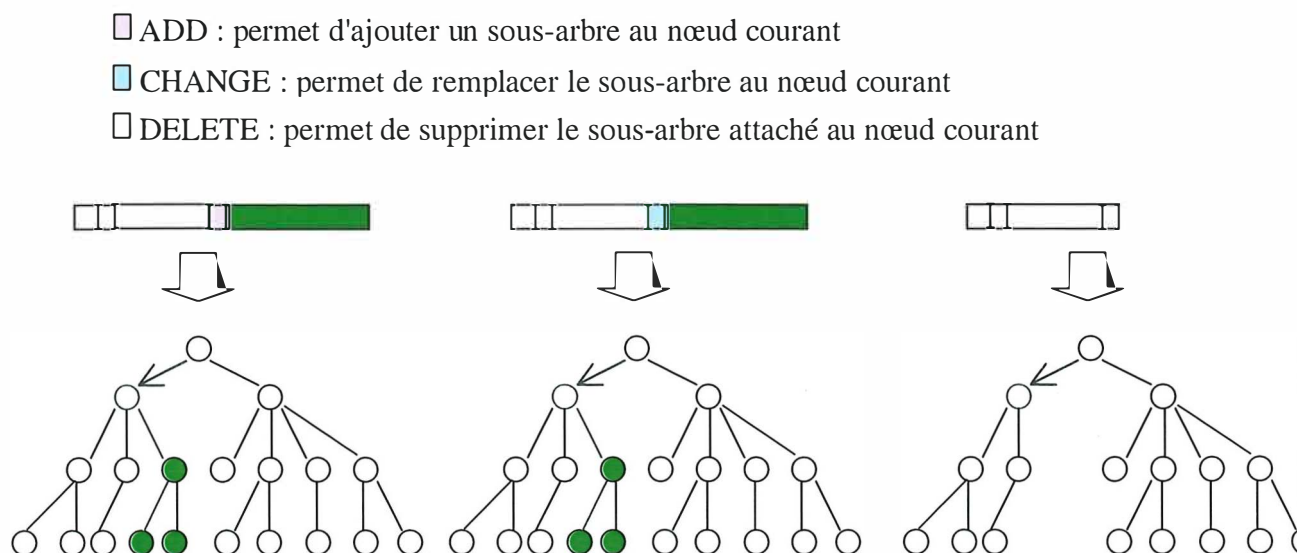 ADD : permet d'ajouter un sous-arbre au nœud courant
CHANGE : permet de remplacer le sous-arbre au nœud courant
DELETE : permet de supprimer le sous-arbre attaché au nœud courant